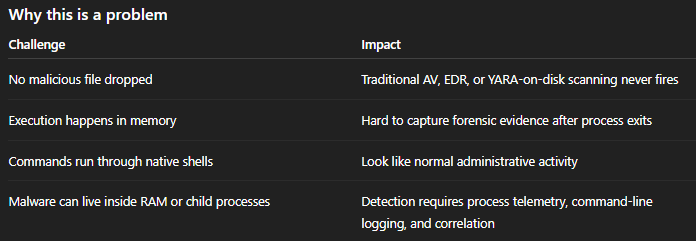 Why this is a problem
Challenge Impact
No malicious file dropped Traditional AV, EDR, or YARA-on-disk scanning never fires
Execution happens in memory Hard to capture forensic evidence after process exits
Commands run through native shells Look like normal administrative activity
Malware can live inside RAM or child processes Detection requires process telemetry, command-line
logging, and correlation